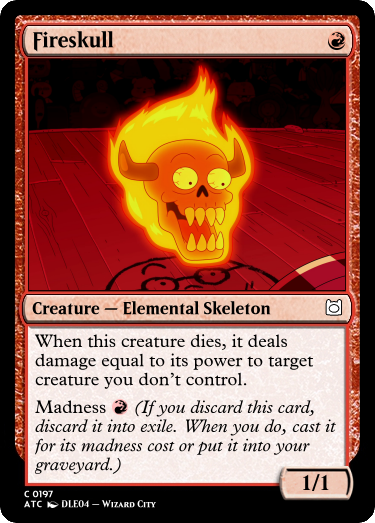 Fireskull
Creature — Elemental Skeleton
When this creature dies, it deals
damage equal to its power to target
creature you don't control.
Madness (If you discard this card,
discard it into exile. When you do, cast it
for its madness cost or put it into your
graveyard.)
1/1
C 0197
ATC DLE04 — Wizard City